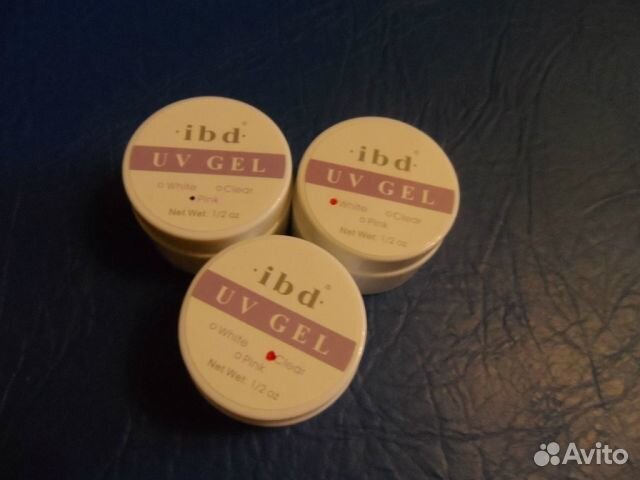 ·ibd·®
UV GEL
○ White ○ Clear
● Pink
Net Wet: 1/2 oz
·ibd·®
UV GEL
● White ○ Clear
○ Pink
Net Wet: 1/2 oz
·ibd·®
UV GEL
○ White ● Clear
○ Pink
Net Wet: 1/2 oz
Avito